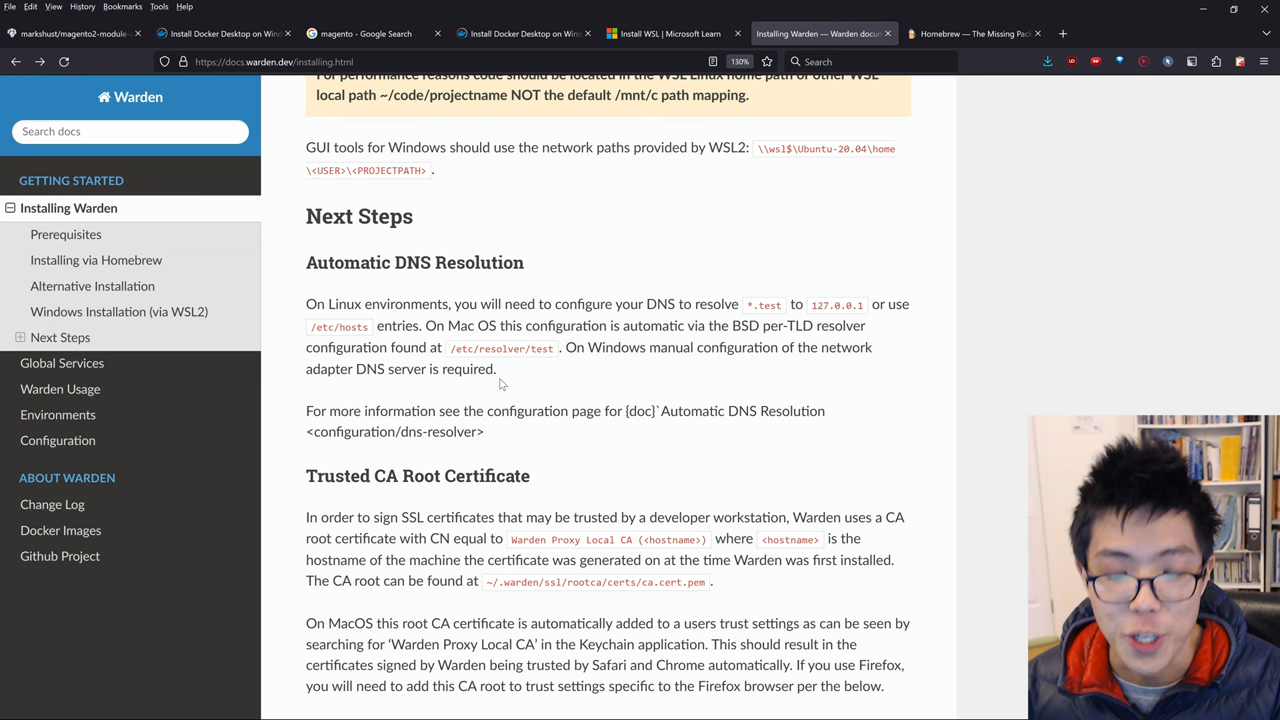 File Edit View History Bookmarks Tools Help
markshust/magento2-module-
Install Docker Desktop on Wind
magento - Google Search
Install Docker Desktop on Wind
Install WSL | Microsoft Learn
Installing Warden — Warden docum
Homebrew — The Missing Pack
https://docs.warden.dev/installing.html
130%
Search
Warden
Search docs
GETTING STARTED
Installing Warden
Prerequisites
Installing via Homebrew
Alternative Installation
Windows Installation (via WSL2)
Next Steps
Global Services
Warden Usage
Environments
Configuration
ABOUT WARDEN
Change Log
Docker Images
Github Project
For performance reasons code should be located in the WSL Linux home path or other WSL
local path ~/code/projectname NOT the default /mnt/c path mapping.
GUI tools for Windows should use the network paths provided by WSL2: \\wsl$\Ubuntu-20.04\home
\<USER>\<PROJECTPATH> .
Next Steps
Automatic DNS Resolution
On Linux environments, you will need to configure your DNS to resolve *.test to 127.0.0.1 or use
/etc/hosts entries. On Mac OS this configuration is automatic via the BSD per-TLD resolver
configuration found at /etc/resolver/test . On Windows manual configuration of the network
adapter DNS server is required.
For more information see the configuration page for {doc}`Automatic DNS Resolution
<configuration/dns-resolver>
Trusted CA Root Certificate
In order to sign SSL certificates that may be trusted by a developer workstation, Warden uses a CA
root certificate with CN equal to Warden Proxy Local CA (<hostname>) where <hostname> is the
hostname of the machine the certificate was generated on at the time Warden was first installed.
The CA root can be found at ~/.warden/ssl/rootca/certs/ca.cert.pem .
On MacOS this root CA certificate is automatically added to a users trust settings as can be seen by
searching for ‘Warden Proxy Local CA’ in the Keychain application. This should result in the
certificates signed by Warden being trusted by Safari and Chrome automatically. If you use Firefox,
you will need to add this CA root to trust settings specific to the Firefox browser per the below.